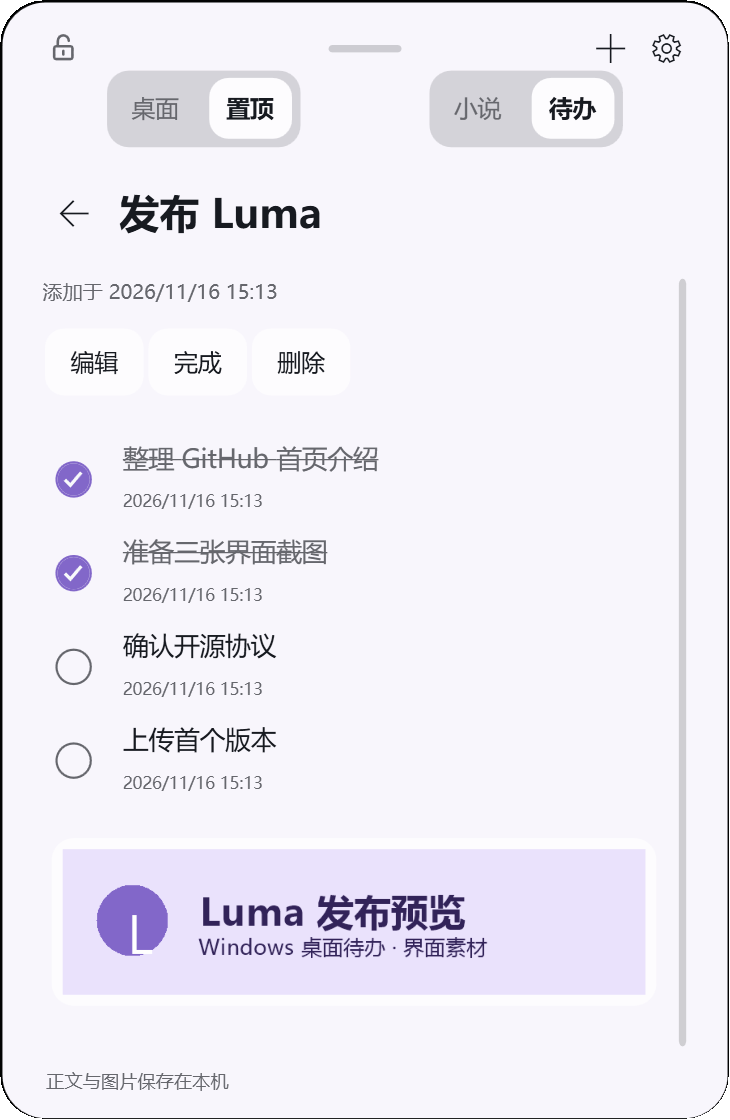 桌面 置顶 小说 待办
发布 Luma
添加于 2026/11/16 15:13
编辑 完成 删除
整理 GitHub 首页介绍
2026/11/16 15:13
准备三张界面截图
2026/11/16 15:13
确认开源协议
2026/11/16 15:13
上传首个版本
2026/11/16 15:13
L
Luma 发布预览
Windows 桌面待办 · 界面素材
正文与图片保存在本机